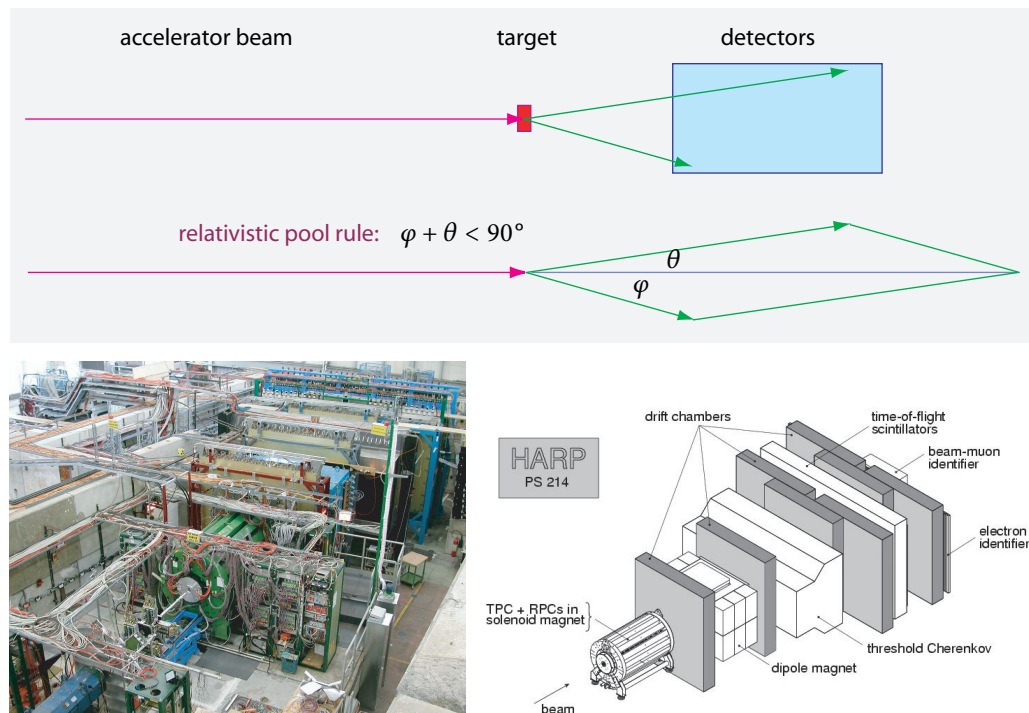 accelerator beam
target
detectors
relativistic pool rule: φ + θ < 90°
θ
φ
HARP
PS 214
drift chambers
time-of-flight
scintillators
beam-muon
identifier
electron
identifier
TPC + RPCs in
solenoid magnet
threshold Cherenkov
dipole magnet
beam